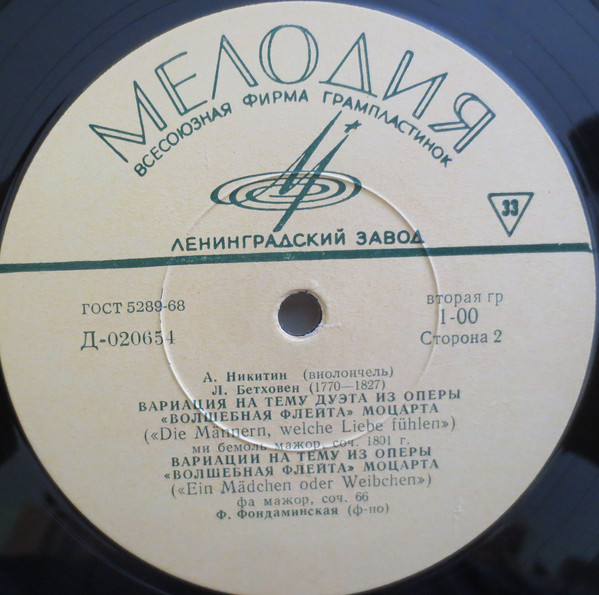 МЕЛОДИЯ
ВСЕСОЮЗНАЯ ФИРМА ГРАМПЛАСТИНОК
33
ЛЕНИНГРАДСКИЙ ЗАВОД
ГОСТ 5289-68
вторая гр
Д-020654
1-00
Сторона 2
А. Никитин (виолончель)
Л. Бетховен (1770—1827)
ВАРИАЦИЯ НА ТЕМУ ДУЭТА ИЗ ОПЕРЫ
«ВОЛШЕБНАЯ ФЛЕЙТА» МОЦАРТА
(«Die Männern, welche Liebe fühlen»)
ми бемоль мажор, соч. 1801 г.
ВАРИАЦИИ НА ТЕМУ ИЗ ОПЕРЫ
«ВОЛШЕБНАЯ ФЛЕЙТА» МОЦАРТА
(«Ein Mädchen oder Weibchen»)
фа мажор, соч. 66
Ф. Фондаминская (ф-по)